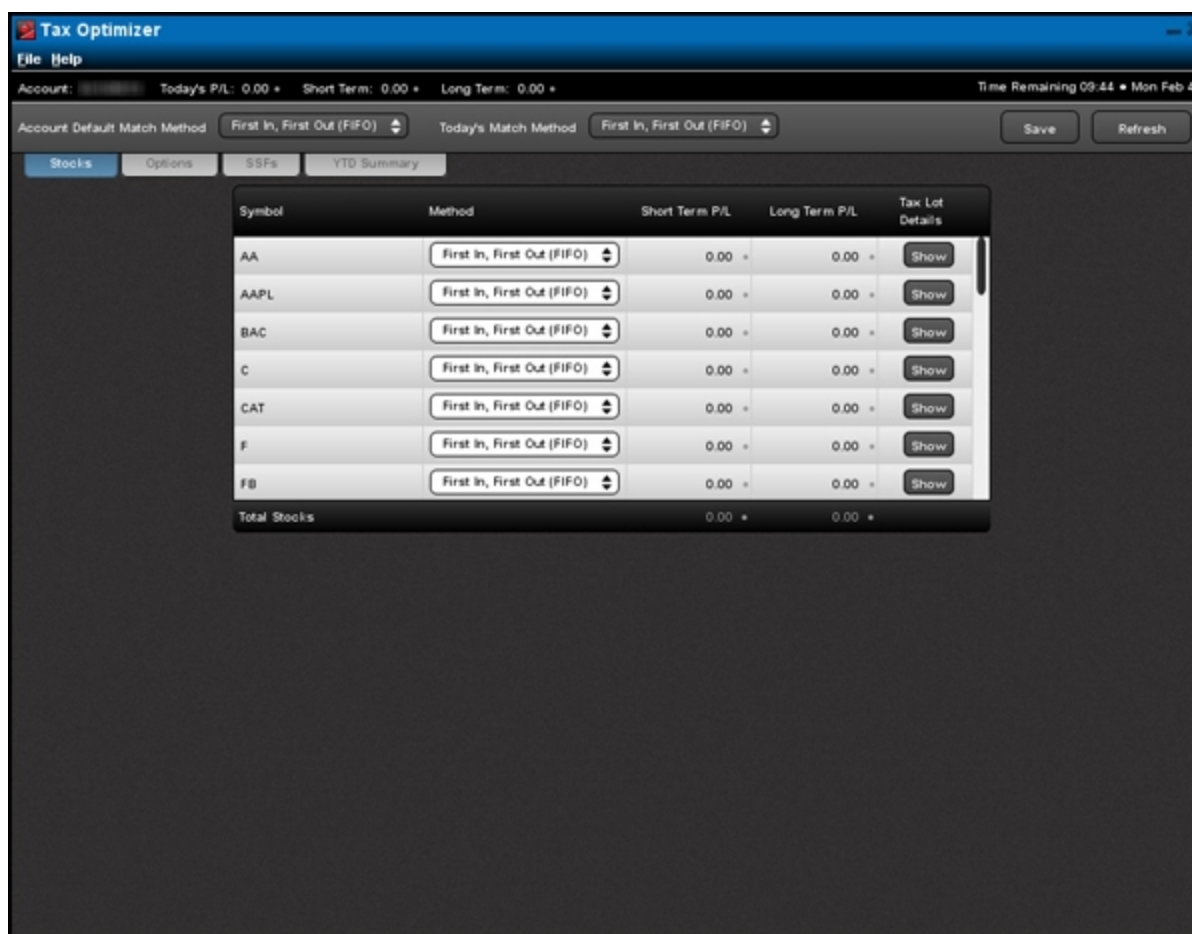 Tax Optimizer
File Help
Account: Today's P/L: 0.00 Short Term: 0.00 Long Term: 0.00 Time Remaining 09:44 • Mon Feb
Account Default Match Method First In, First Out (FIFO) Today's Match Method First In, First Out (FIFO) Save Refresh
Stocks Options SSFs YTD Summary
Symbol Method Short Term P/L Long Term P/L Tax Lot Details
AA First In, First Out (FIFO) 0.00 0.00 Show
AAPL First In, First Out (FIFO) 0.00 0.00 Show
BAC First In, First Out (FIFO) 0.00 0.00 Show
C First In, First Out (FIFO) 0.00 0.00 Show
CAT First In, First Out (FIFO) 0.00 0.00 Show
F First In, First Out (FIFO) 0.00 0.00 Show
FB First In, First Out (FIFO) 0.00 0.00 Show
Total Stocks 0.00 0.00